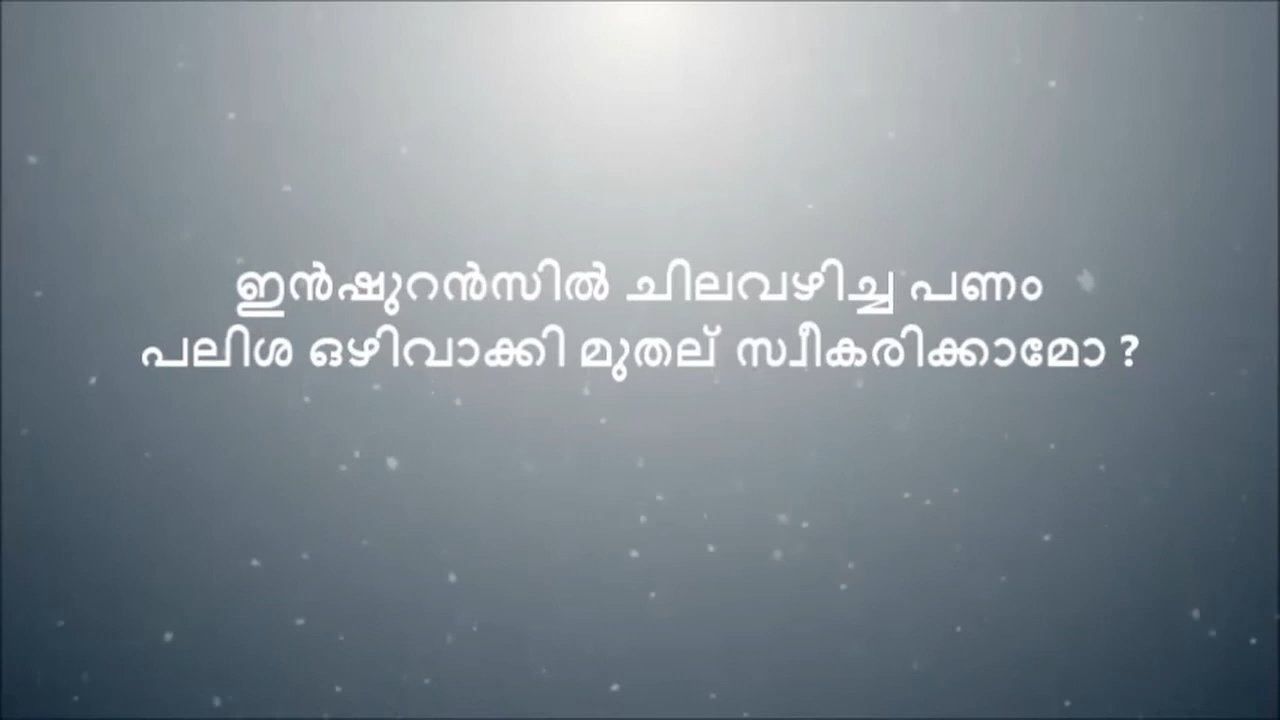 ഇൻഷുറൻസിൽ ചിലവഴിച്ച പണം
പലിശ ഒഴിവാക്കി മുതല് സ്വീകരിക്കാമോ ?